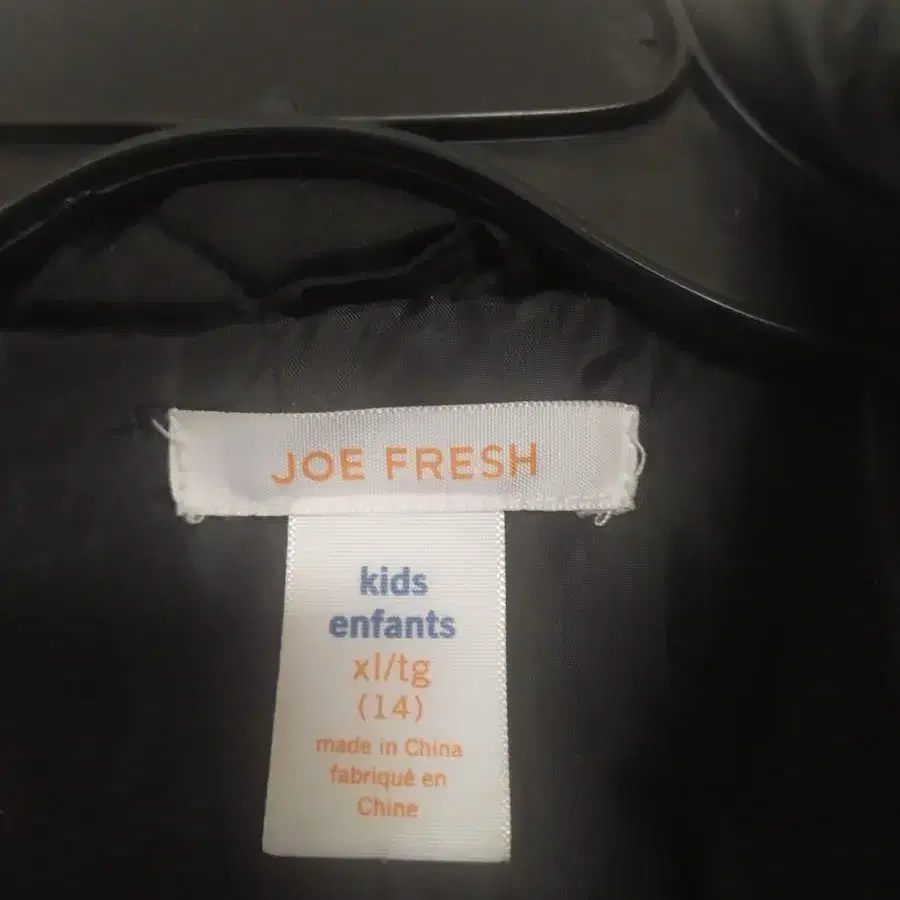 JOE FRESH
kids
enfants
xl/tg
(14)
made in China
fabriqué en
Chine